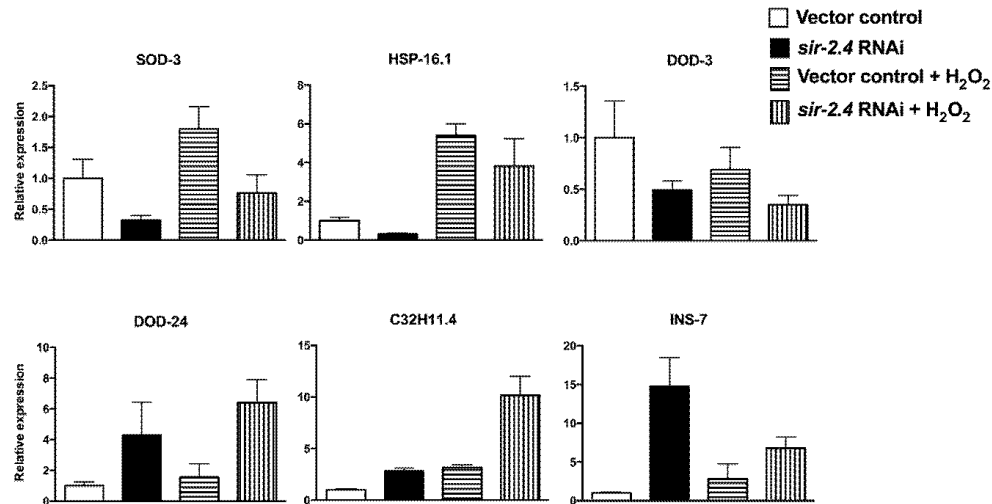 Vector control
sir-2.4 RNAi
Vector control + H₂O₂
sir-2.4 RNAi + H₂O₂
SOD-3
HSP-16.1
DOD-3
Relative expression
2.5
2.0
1.5
1.0
0.5
0.0
8
6
4
2
0
1.5
1.0
0.5
0.0
DOD-24
C32H11.4
INS-7
Relative expression
10
8
6
4
2
0
15
10
5
0
20
15
10
5
0